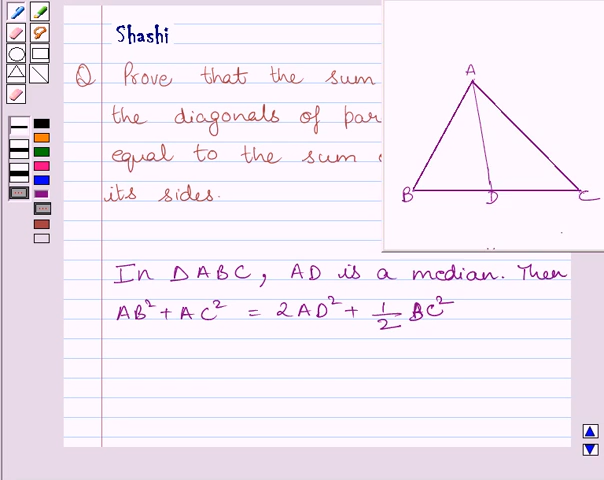 Shashi
Q Prove that the sum
the diagonals of par
equal to the sum
its sides.
A
B
D
C
In Δ ABC, AD is a median. Then
AB² + AC² = 2AD² + 1/2 BC²